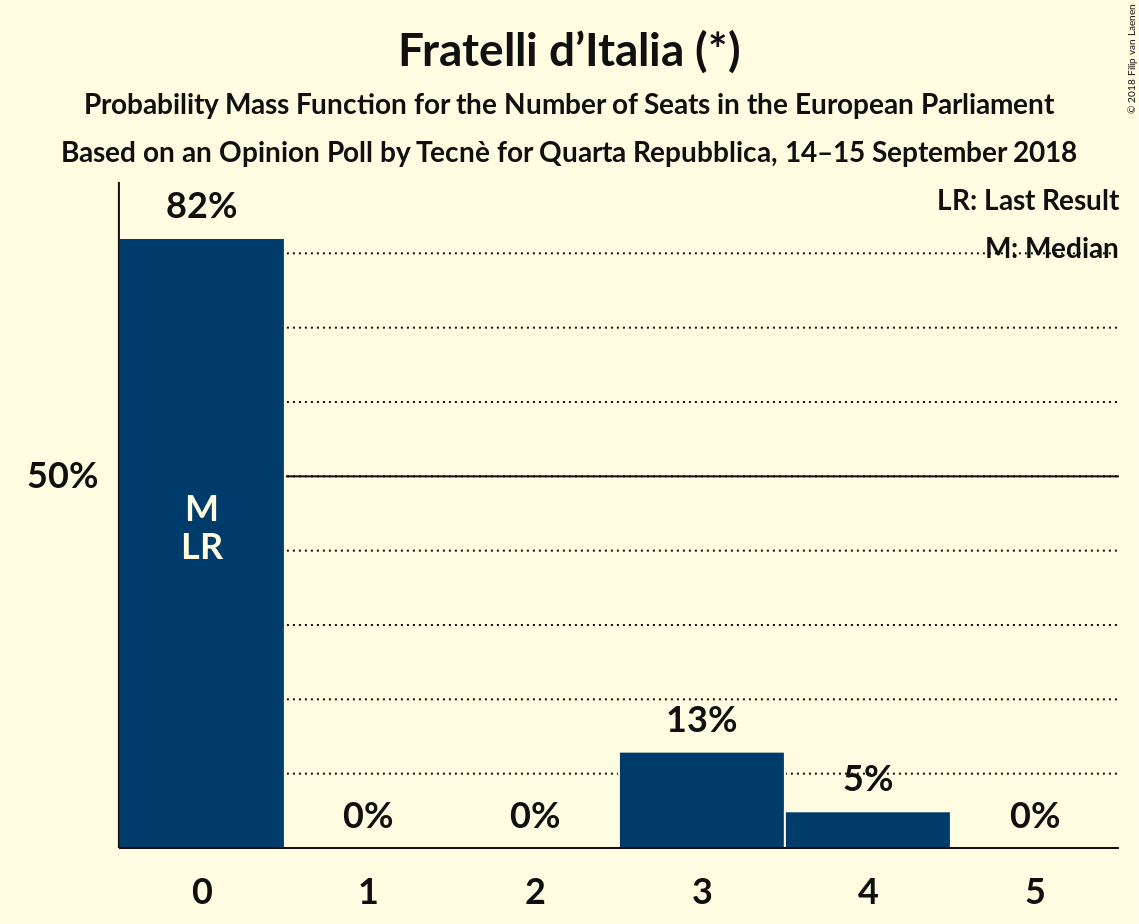 Fratelli d’Italia (*)
Probability Mass Function for the Number of Seats in the European Parliament
Based on an Opinion Poll by Tecnè for Quarta Repubblica, 14–15 September 2018
© 2018 Filip van Laenen
LR: Last Result
M: Median
82%
50%
M
LR
13%
5%
0%
0%
0%
0
1
2
3
4
5